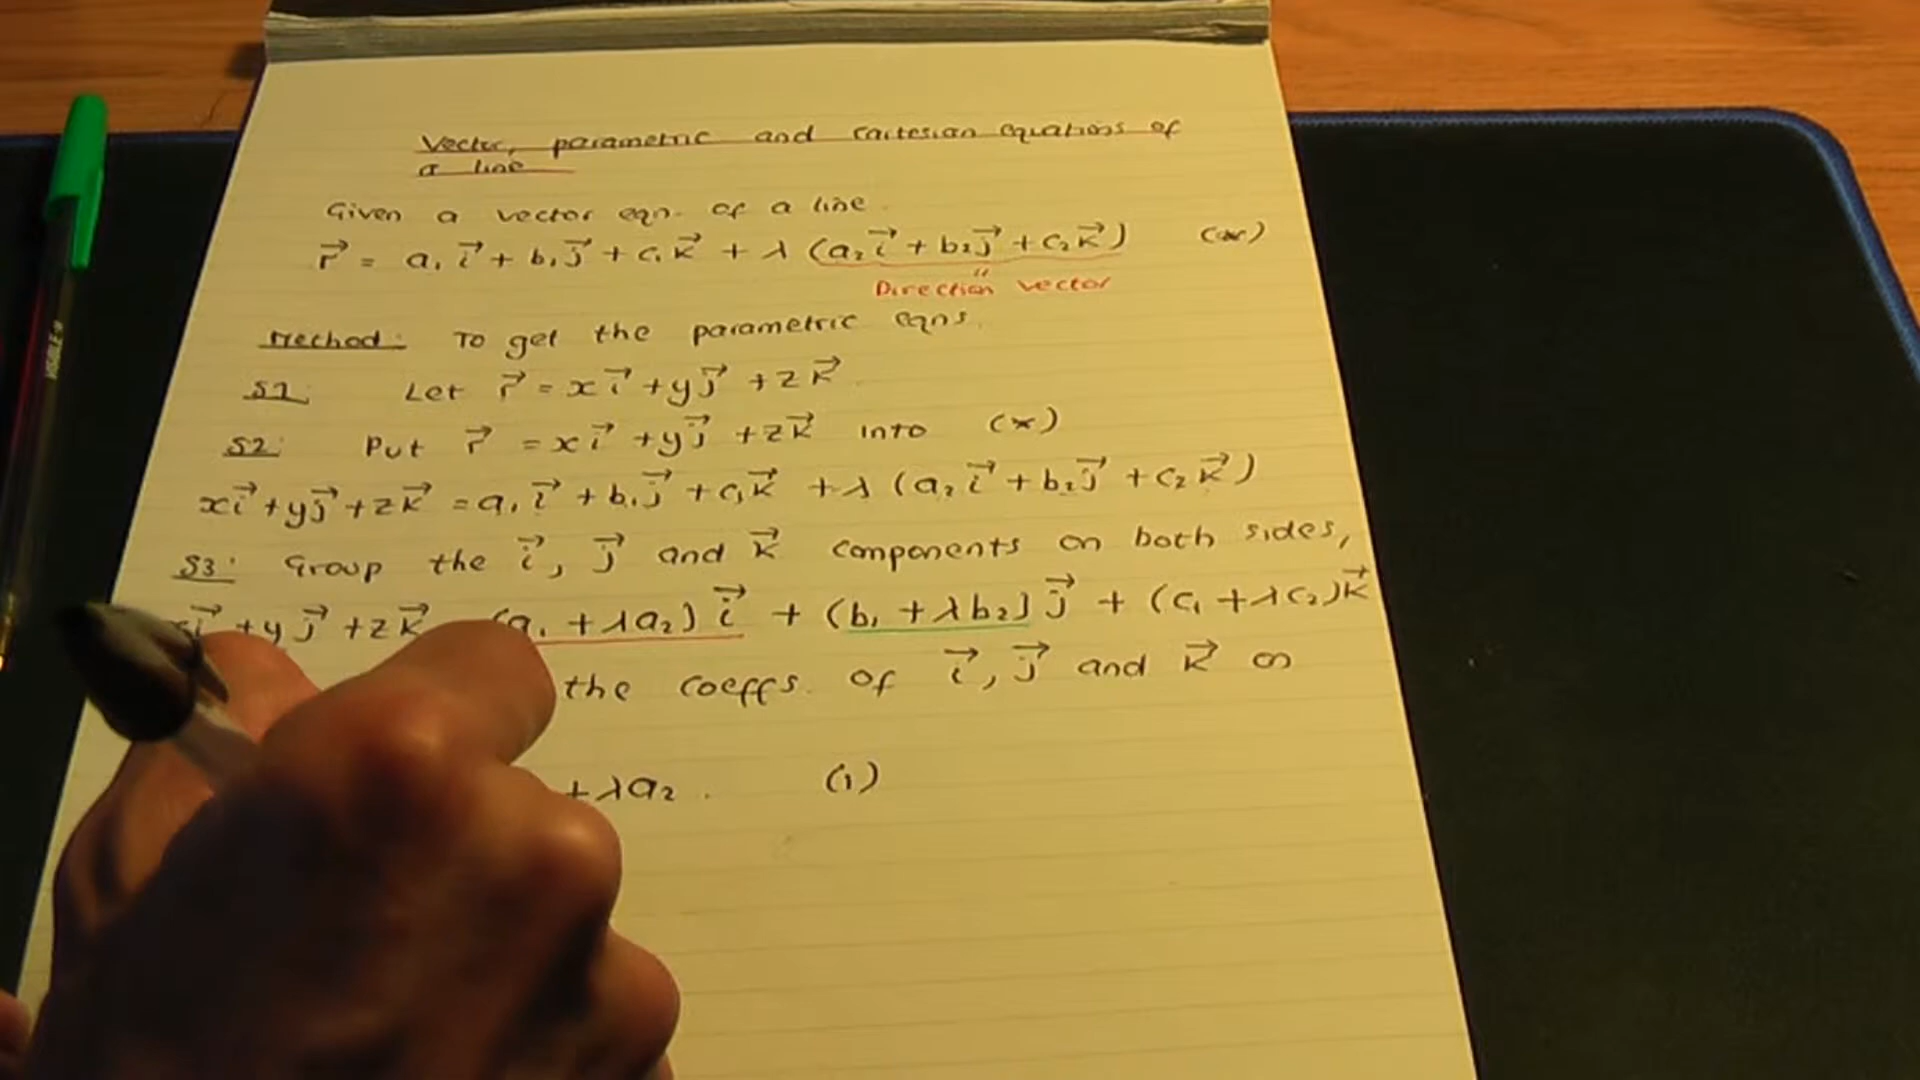 Vector, parametric and Cartesian equations of
a line
Given a vector eqn. of a line
r⃗ = a₁i⃗ + b₁j⃗ + c₁k⃗ + λ (a₂i⃗ + b₂j⃗ + c₂k⃗) (*)
"
Direction vector
Method: To get the parametric eqns.
S1: Let r⃗ = xi⃗ + yj⃗ + zk⃗
S2: Put r⃗ = xi⃗ + yj⃗ + zk⃗ into (*)
xi⃗ + yj⃗ + zk⃗ = a₁i⃗ + b₁j⃗ + c₁k⃗ + λ (a₂i⃗ + b₂j⃗ + c₂k⃗)
S3: Group the i⃗, j⃗ and k⃗ components on both sides,
xi⃗ + yj⃗ + zk⃗ (a₁ + λa₂) i⃗ + (b₁ + λb₂) j⃗ + (c₁ + λc₂)k⃗
the coeffs. of i⃗, j⃗ and k⃗ on
+ λa₂. (1)